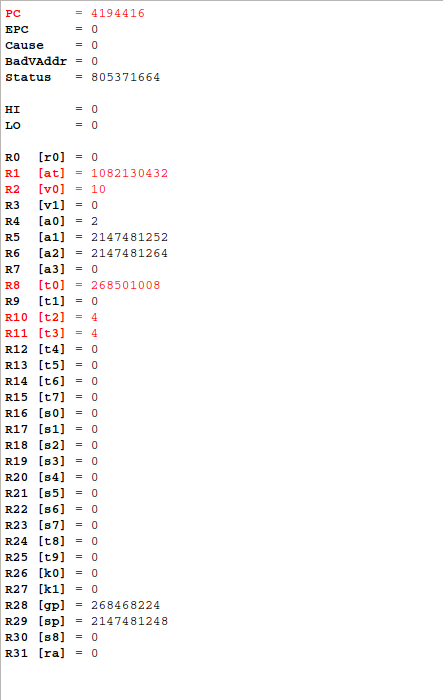 PC = 4194416
EPC = 0
Cause = 0
BadVAddr = 0
Status = 805371664
HI = 0
LO = 0
R0 [r0] = 0
R1 [at] = 1082130432
R2 [v0] = 10
R3 [v1] = 0
R4 [a0] = 2
R5 [a1] = 2147481252
R6 [a2] = 2147481264
R7 [a3] = 0
R8 [t0] = 268501008
R9 [t1] = 0
R10 [t2] = 4
R11 [t3] = 4
R12 [t4] = 0
R13 [t5] = 0
R14 [t6] = 0
R15 [t7] = 0
R16 [s0] = 0
R17 [s1] = 0
R18 [s2] = 0
R19 [s3] = 0
R20 [s4] = 0
R21 [s5] = 0
R22 [s6] = 0
R23 [s7] = 0
R24 [t8] = 0
R25 [t9] = 0
R26 [k0] = 0
R27 [k1] = 0
R28 [gp] = 268468224
R29 [sp] = 2147481248
R30 [s8] = 0
R31 [ra] = 0